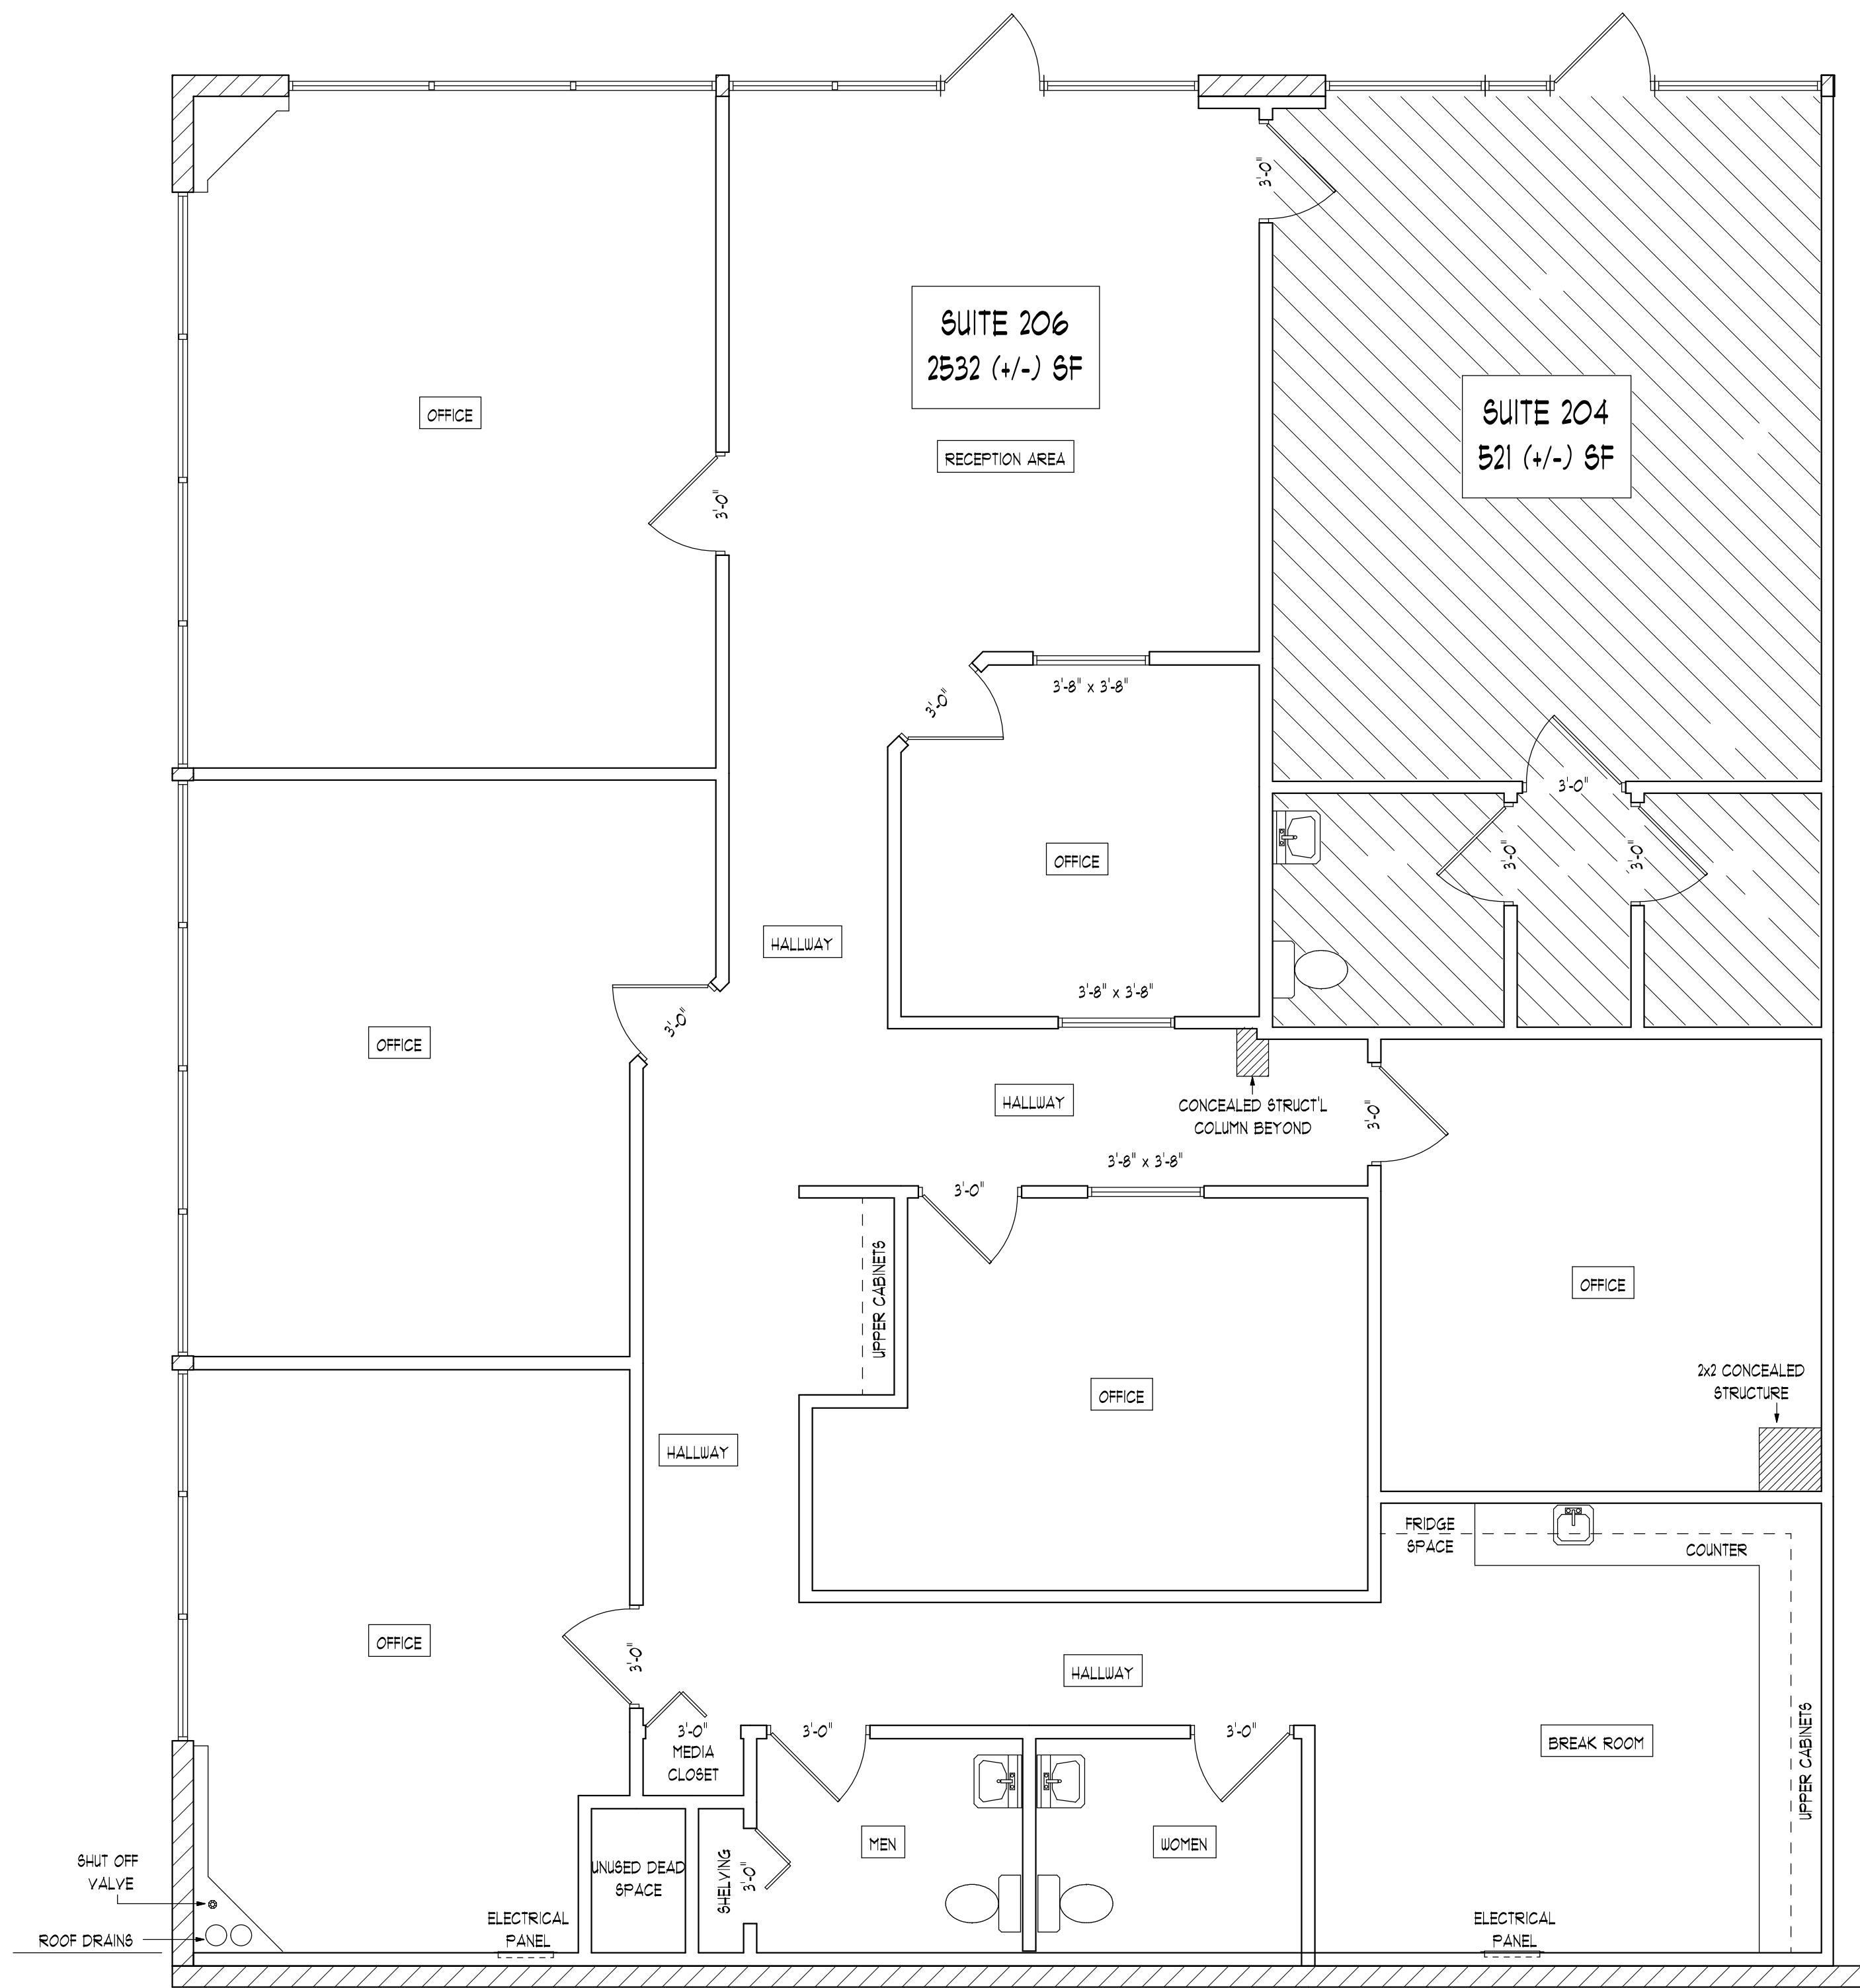 3'-0"
SUITE 206
2532 (+/-) SF
SUITE 204
521 (+/-) SF
OFFICE
RECEPTION AREA
3'-0"
3'-8" x 3'-8"
3'-0"
3'-0"
OFFICE
3'-0"
3'-0"
HALLWAY
3'-8" x 3'-8"
3'-0"
OFFICE
HALLWAY
CONCEALED STRUCT'L
COLUMN BEYOND
3'-0"
3'-8" x 3'-8"
3'-0"
UPPER CABINETS
OFFICE
2x2 CONCEALED
STRUCTURE
OFFICE
HALLWAY
FRIDGE
SPACE
COUNTER
OFFICE
3'-0"
HALLWAY
3'-0"
MEDIA
CLOSET
3'-0"
3'-0"
BREAK ROOM
UPPER CABINETS
MEN
WOMEN
SHUT OFF
VALVE
UNUSED DEAD
SPACE
SHELVING
3'-0"
ELECTRICAL
PANEL
ELECTRICAL
PANEL
ROOF DRAINS